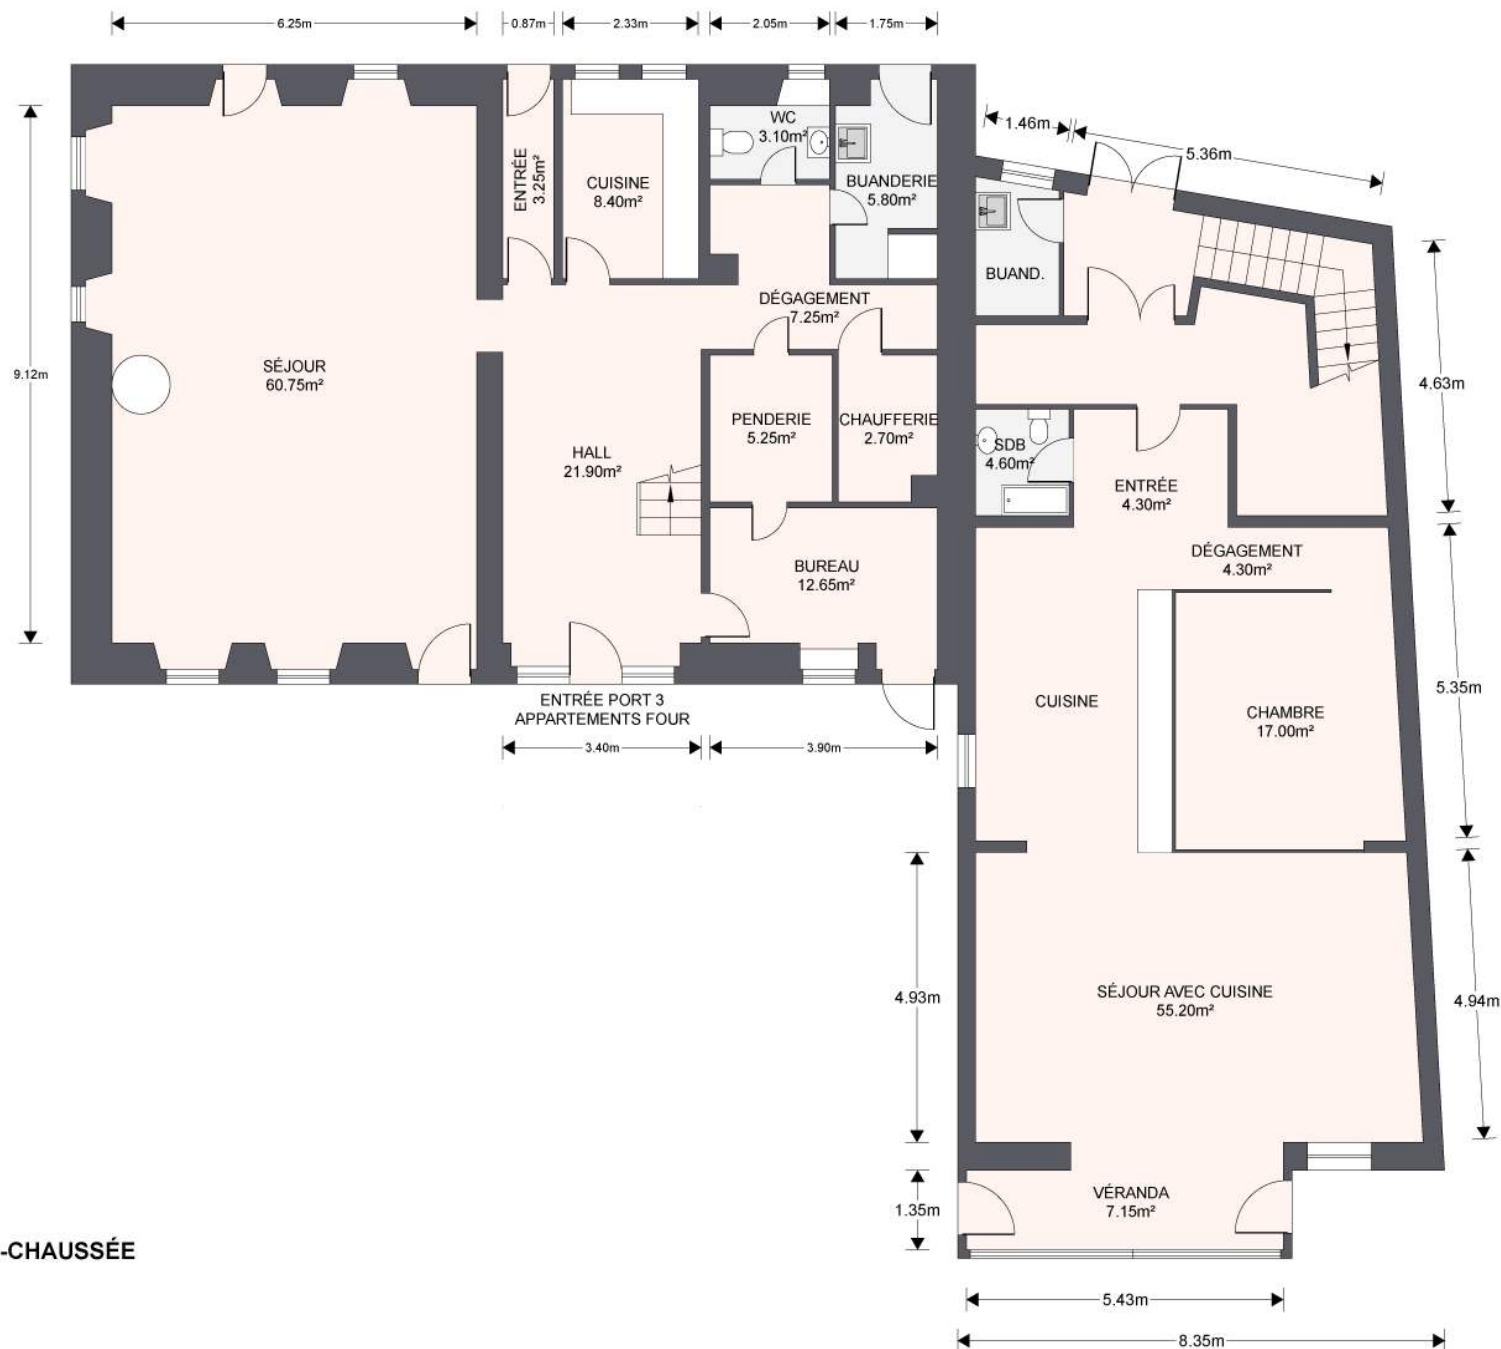 6.25m
0.87m
2.33m
2.05m
1.75m
1.46m
5.36m
WC
3.10m²
ENTRÉE
3.25m²
CUISINE
8.40m²
BUANDERIE
5.80m²
BUAND.
DÉGAGEMENT
7.25m²
9.12m
SÉJOUR
60.75m²
4.63m
PENDERIE
5.25m²
CHAUFFERIE
2.70m²
HALL
21.90m²
SDB
4.60m²
ENTRÉE
4.30m²
BUREAU
12.65m²
DÉGAGEMENT
4.30m²
ENTRÉE PORT 3
APPARTEMENTS FOUR
3.40m
3.90m
CUISINE
CHAMBRE
17.00m²
5.35m
4.93m
SÉJOUR AVEC CUISINE
55.20m²
4.94m
VÉRANDA
7.15m²
1.35m
-CHAUSSÉE
5.43m
8.35m